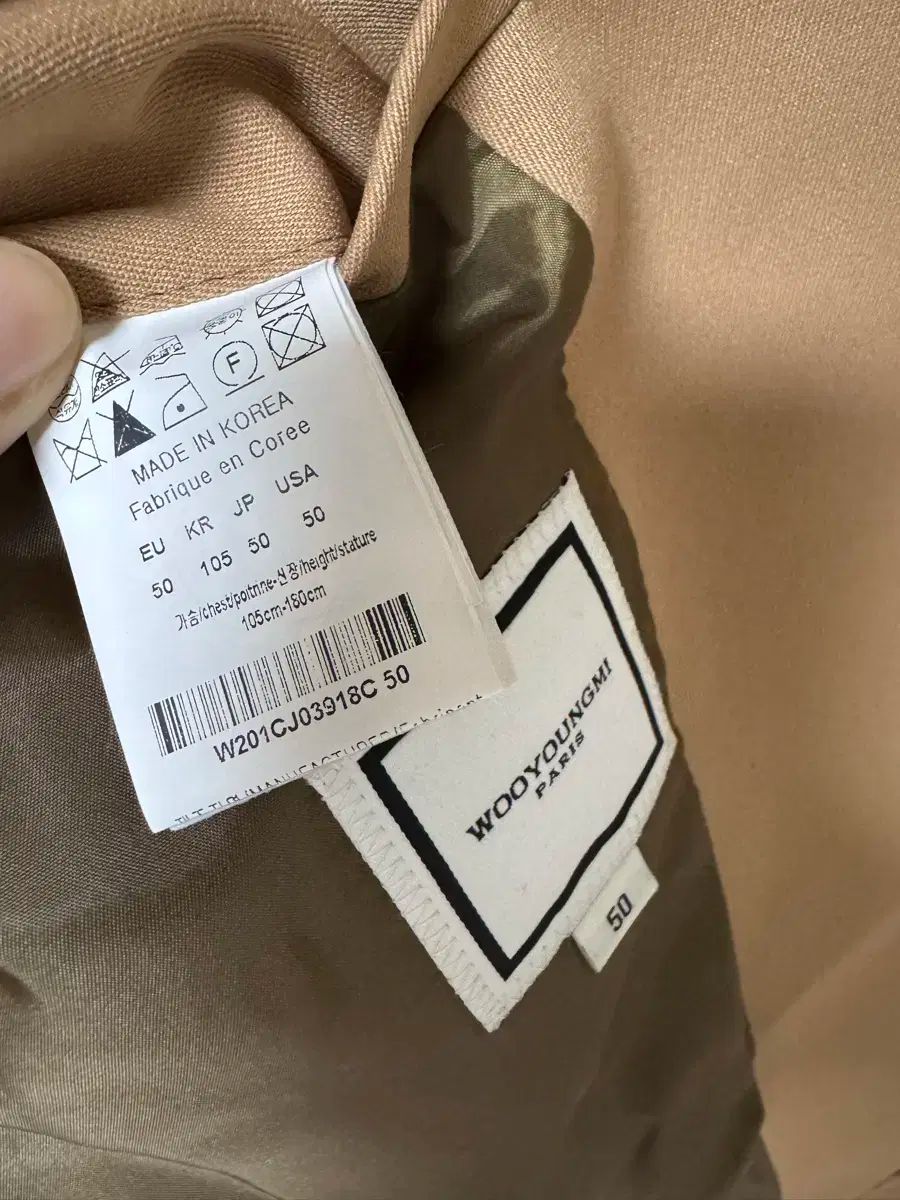 F
MADE IN KOREA
Fabrique en Coree
EU KR JP USA
50 105 50 50
가슴/chest/poitrine-신장/height/stature
105cm-180cm
W201CJ03918C 50
WOOYOUNGMI
PARIS
50